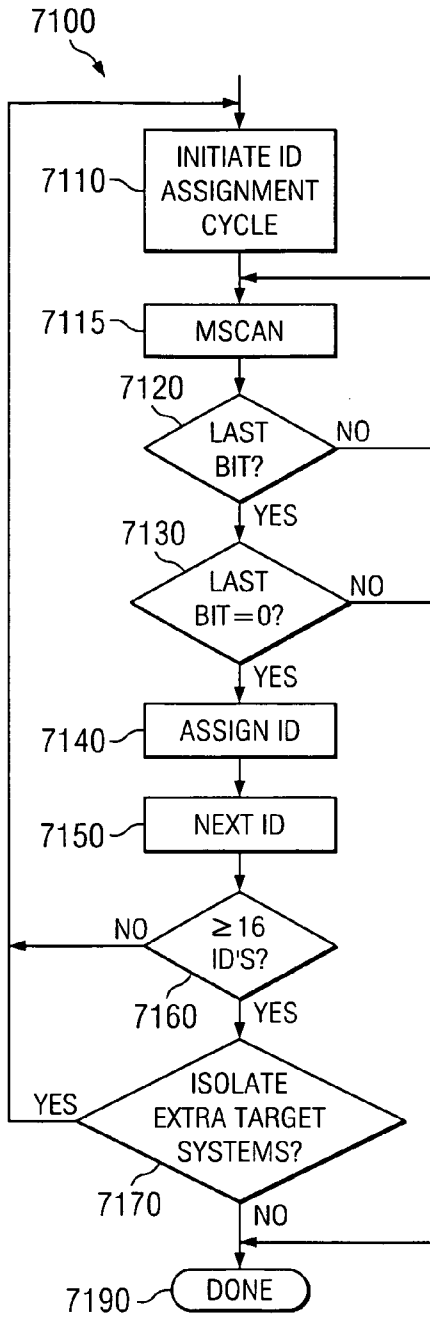 7100
7110
INITIATE ID
ASSIGNMENT
CYCLE
7115
MSCAN
7120
LAST
BIT?
NO
YES
7130
LAST
BIT=0?
NO
YES
7140
ASSIGN ID
7150
NEXT ID
NO
≥ 16
ID'S?
7160
YES
YES
ISOLATE
EXTRA TARGET
SYSTEMS?
7170
NO
7190
DONE